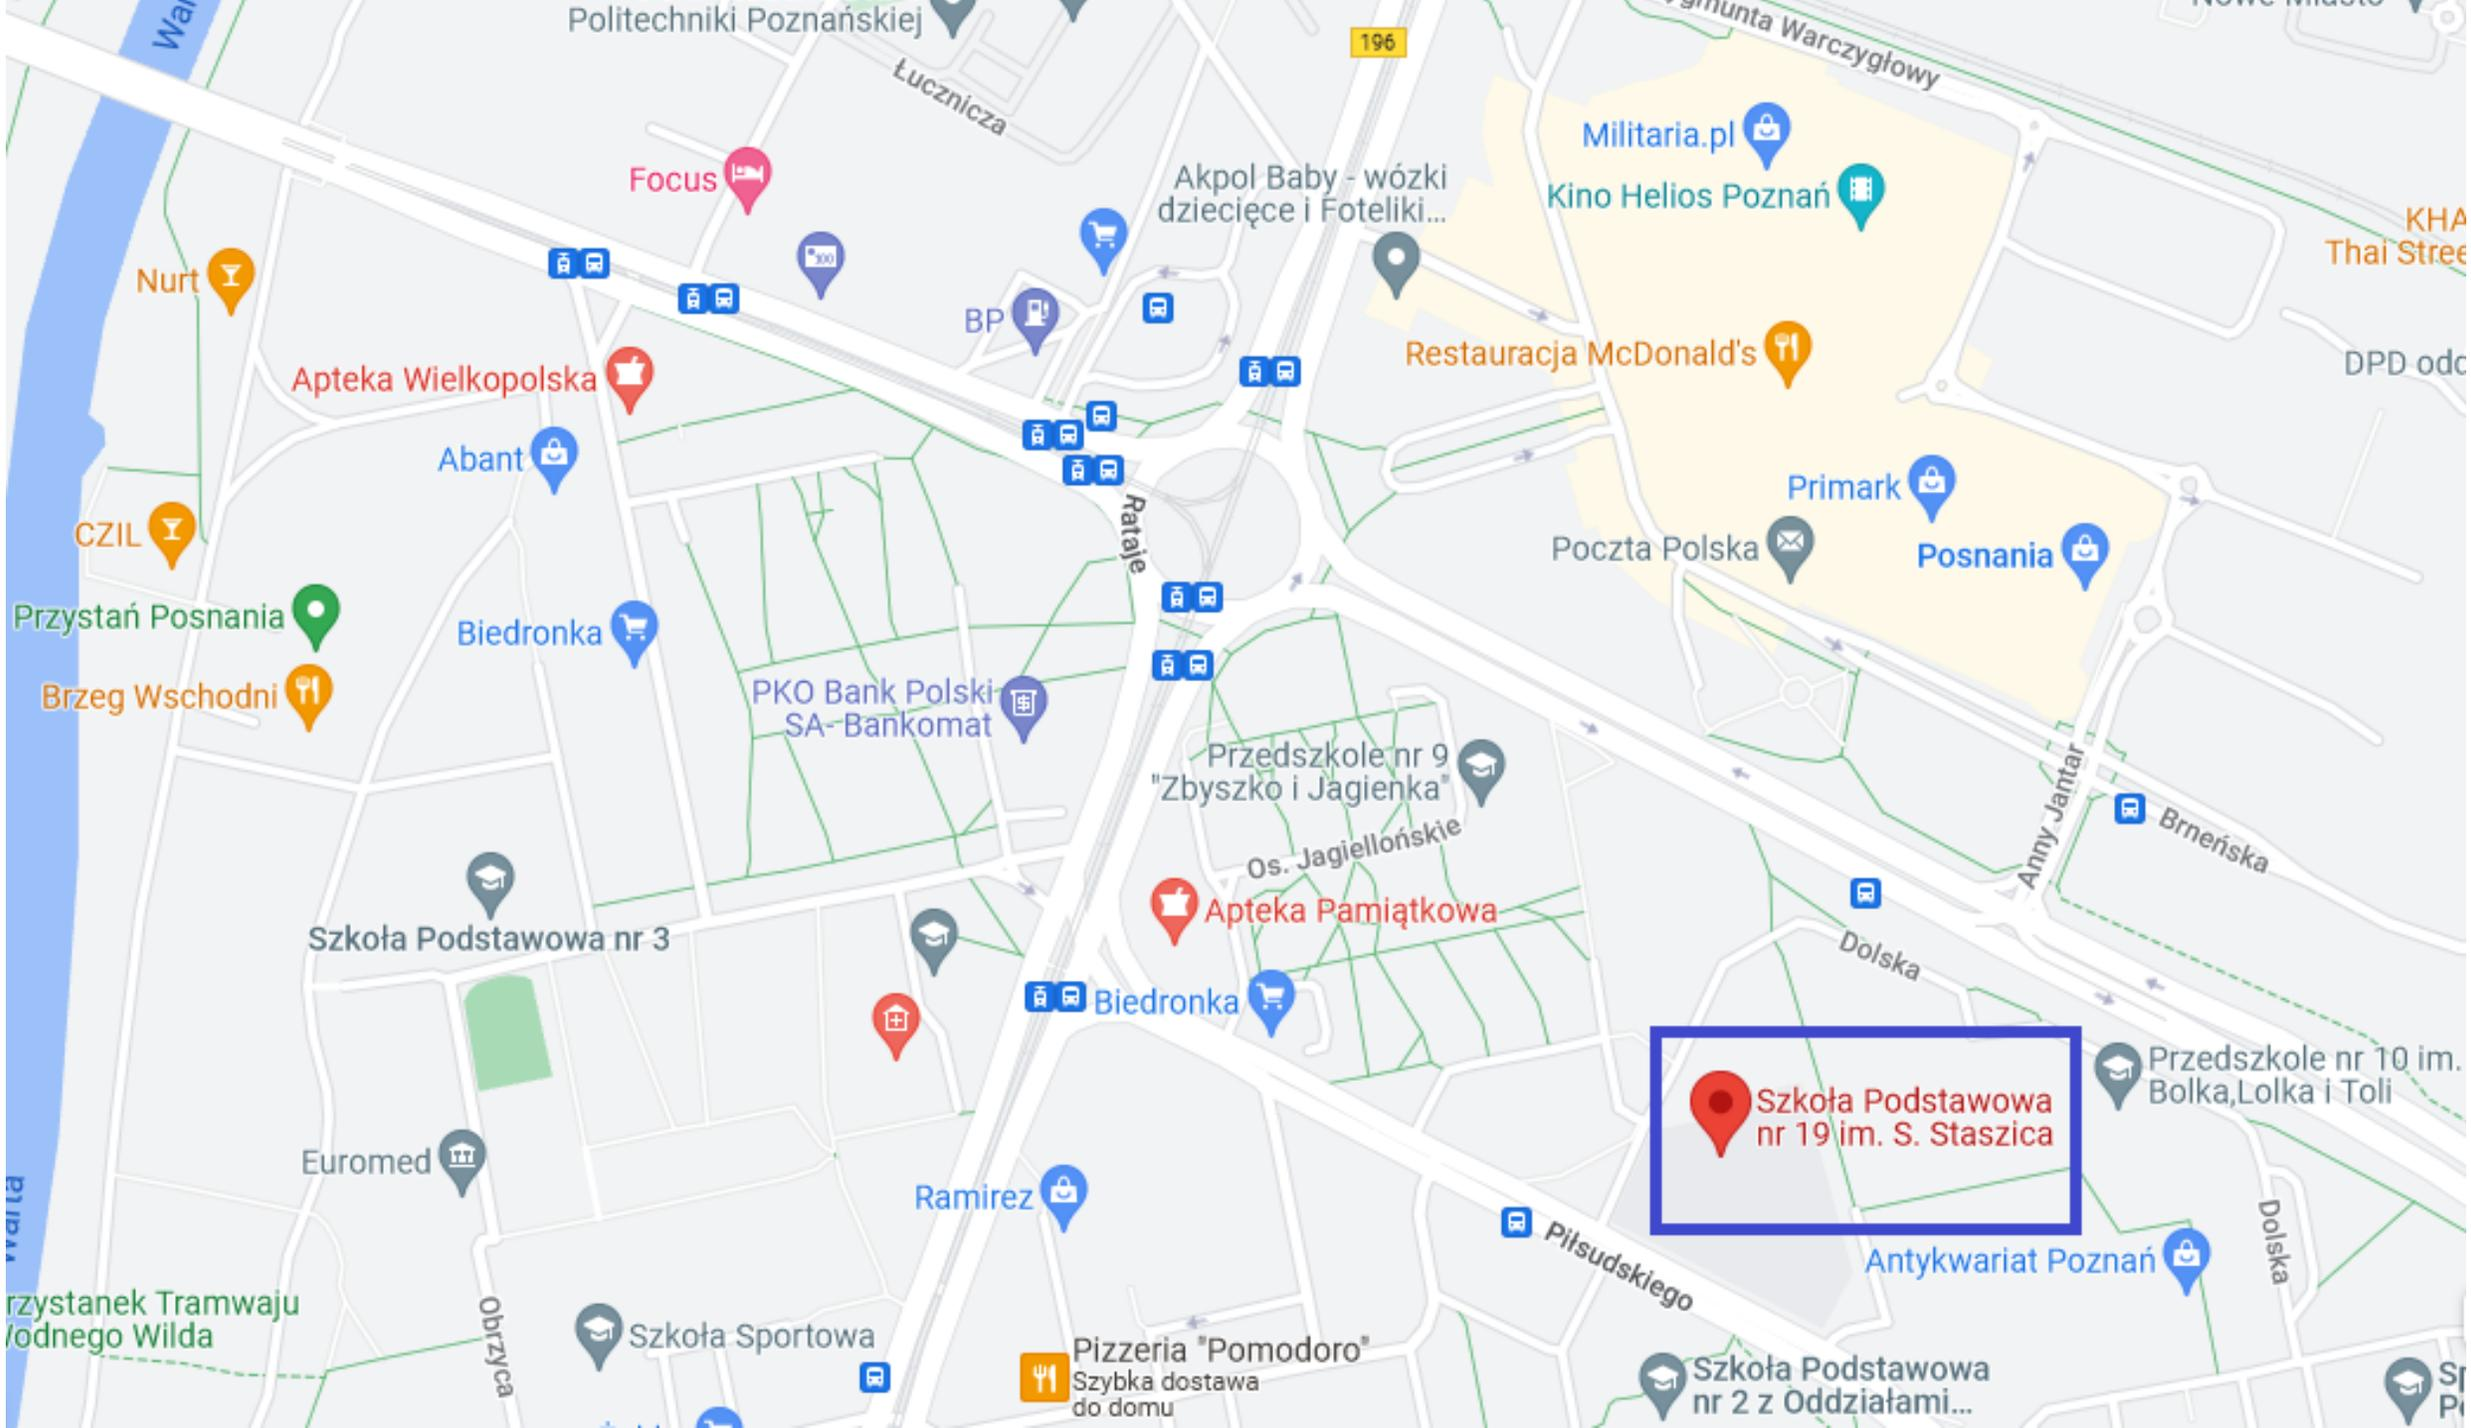 Politechniki Poznańskiej
Nowe Miasto
196
Zygmunt
Warczygłowy
Łucznicza
Militaria.pl
Focus
Akpol Baby - wózki
dziecięce i Foteliki...
Kino Helios Poznań
KHA
Thai Stree
Nurt
BP
Restauracja McDonald's
DPD odc
Apteka Wielkopolska
Abant
Primark
Rataje
CZIL
Poczta Polska
Posnania
Przystań Posnania
Biedronka
Brzeg Wschodni
PKO Bank Polski
SA- Bankomat
Przedszkole nr 9
"Zbyszko i Jagienka"
Anny Jantar
Brneńska
Os. Jagiellońskie
Apteka Pamiątkowa
Szkoła Podstawowa nr 3
Dolska
Biedronka
Przedszkole nr 10 im.
Bolka,Lolka i Toli
Szkoła Podstawowa
nr 19 im. S. Staszica
Euromed
Warta
Ramirez
Piłsudskiego
Antykwariat Poznań
Dolska
rzystanek Tramwaju
Wodnego Wilda
Obrzyca
Szkoła Sportowa
Pizzeria "Pomodoro"
Szybka dostawa
do domu
Szkoła Podstawowa
nr 2 z Oddziałami...